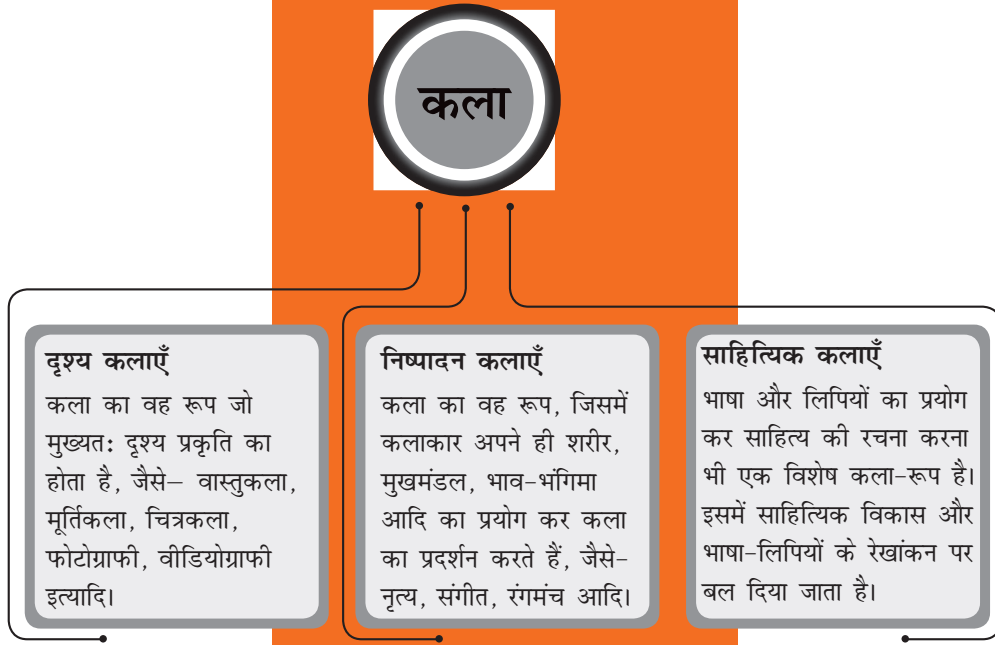 कला
दृश्य कलाएँ
कला का वह रूप जो
मुख्यत: दृश्य प्रकृति का
होता है, जैसे– वास्तुकला,
मूर्तिकला, चित्रकला,
फोटोग्राफी, वीडियोग्राफी
इत्यादि।
निष्पादन कलाएँ
कला का वह रूप, जिसमें
कलाकार अपने ही शरीर,
मुखमंडल, भाव-भंगिमा
आदि का प्रयोग कर कला
का प्रदर्शन करते हैं, जैसे–
नृत्य, संगीत, रंगमंच आदि।
साहित्यिक कलाएँ
भाषा और लिपियों का प्रयोग
कर साहित्य की रचना करना
भी एक विशेष कला-रूप है।
इसमें साहित्यिक विकास और
भाषा-लिपियों के रेखांकन पर
बल दिया जाता है।